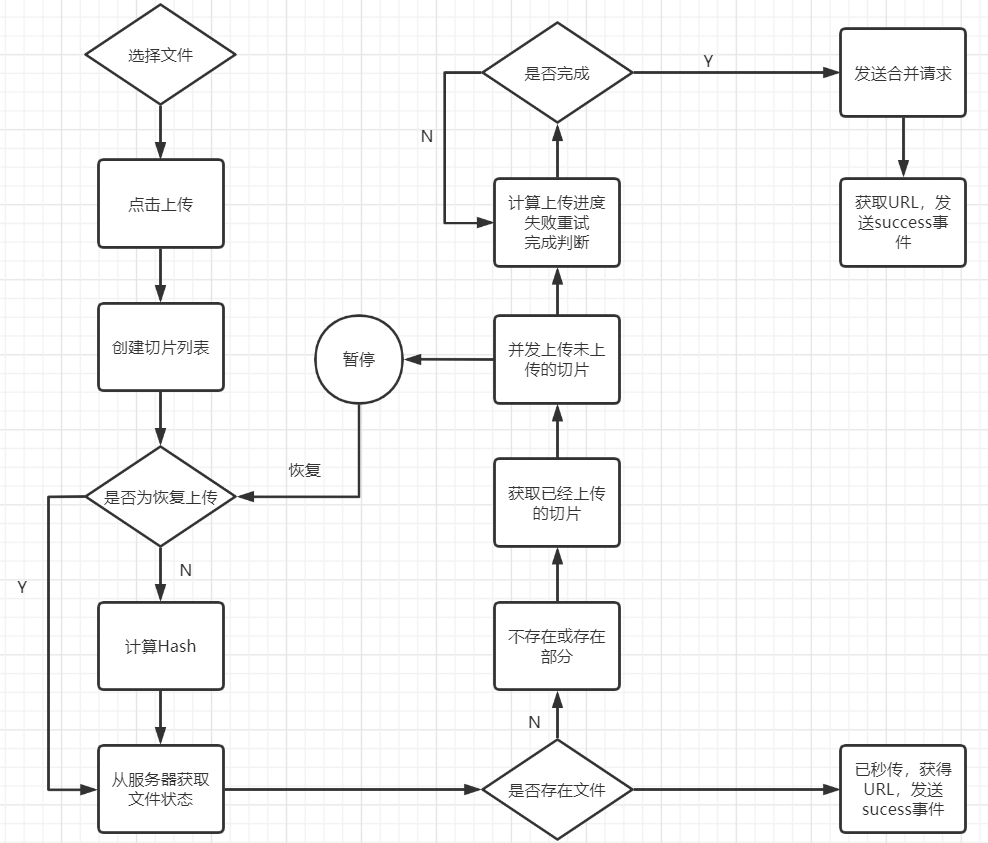 选择文件
点击上传
创建切片列表
是否为恢复上传
Y
N
计算Hash
从服务器获取
文件状态
是否存在文件
已秒传，获得
URL，发送
sucess事件
N
不存在或存在
部分
获取已经上传
的切片
并发上传未上
传的切片
暂停
恢复
计算上传进度
失败重试
完成判断
是否完成
N
Y
发送合并请求
获取URL，发
送success事
件